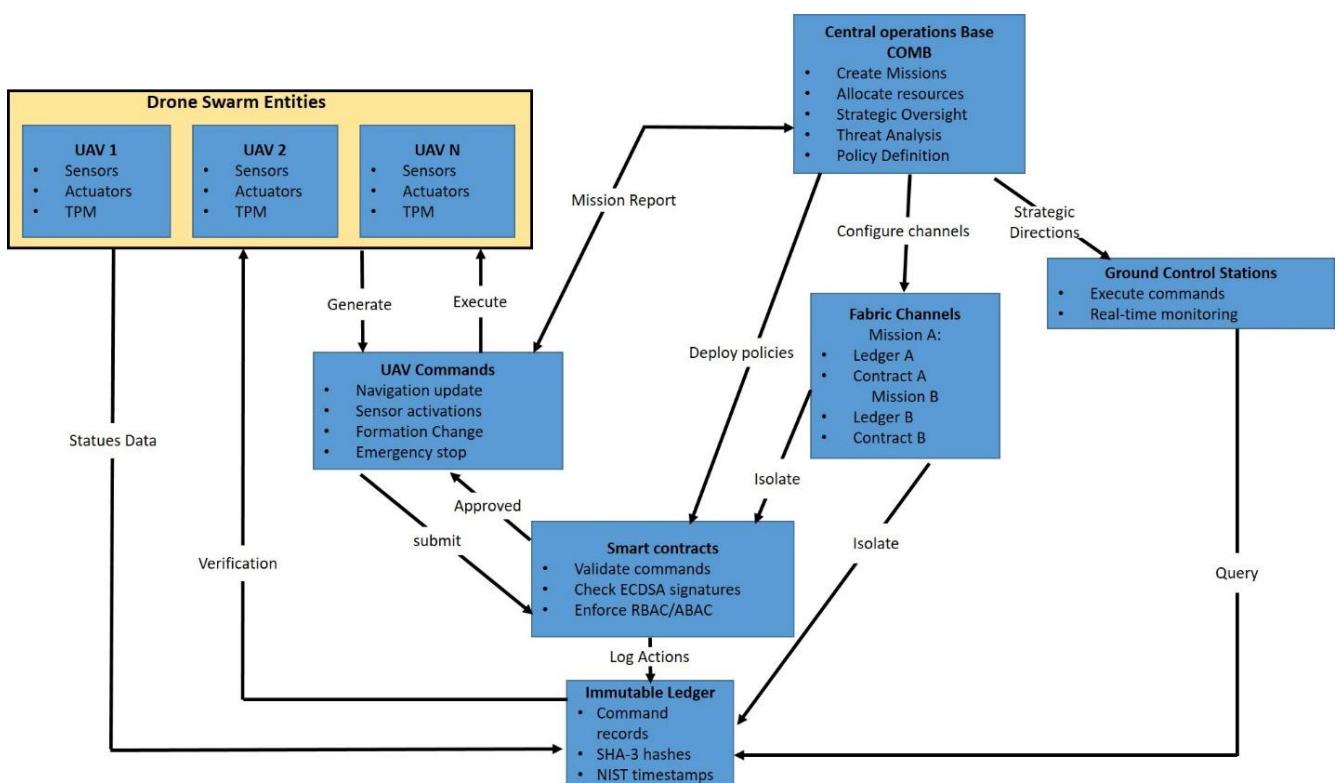 Central operations Base
COMB
• Create Missions
• Allocate resources
• Strategic Oversight
• Threat Analysis
• Policy Definition
Drone Swarm Entities
UAV 1
• Sensors
• Actuators
• TPM
UAV 2
• Sensors
• Actuators
• TPM
UAV N
• Sensors
• Actuators
• TPM
Mission Report
Configure channels
Strategic
Directions
Ground Control Stations
• Execute commands
• Real-time monitoring
Generate
Execute
Fabric Channels
Mission A:
• Ledger A
• Contract A
Mission B
• Ledger B
• Contract B
Deploy policies
UAV Commands
• Navigation update
• Sensor activations
• Formation Change
• Emergency stop
Statues Data
Isolate
Approved
submit
Verification
Smart contracts
• Validate commands
• Check ECDSA signatures
• Enforce RBAC/ABAC
Isolate
Query
Log Actions
Immutable Ledger
• Command
records
• SHA-3 hashes
• NIST timestamps